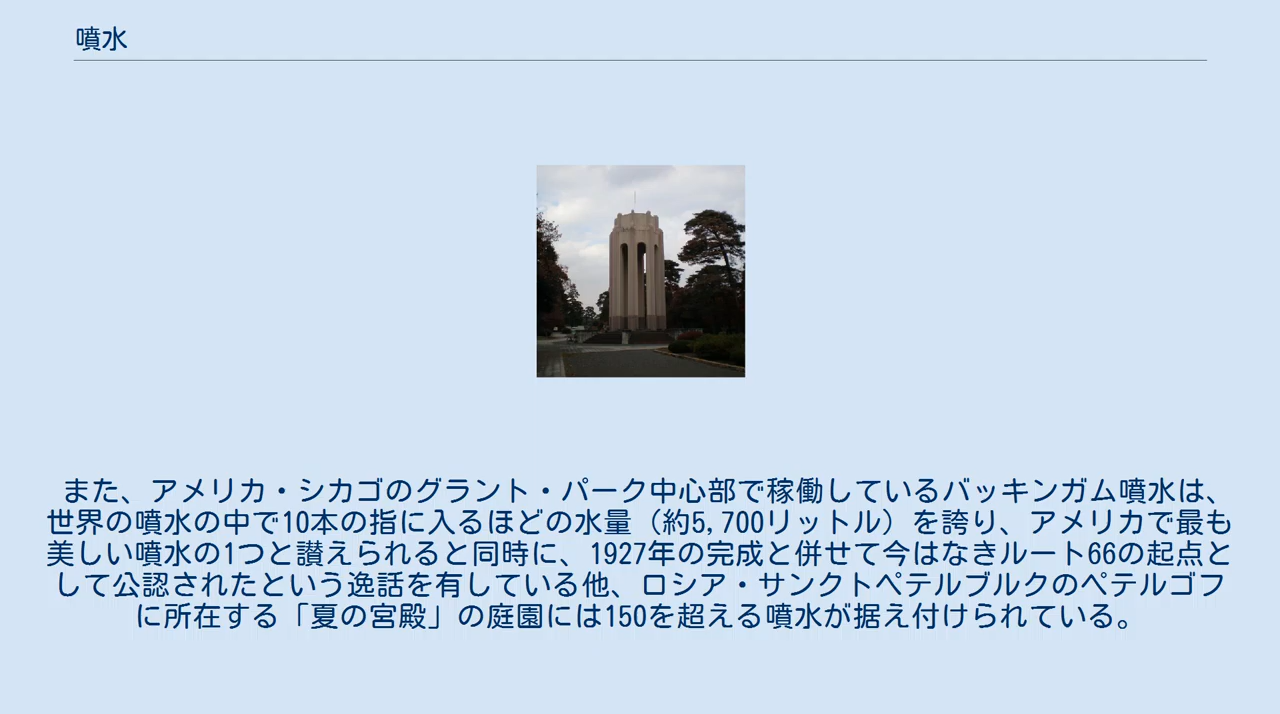 噴水
また、アメリカ・シカゴのグラント・パーク中心部で稼働しているバッキンガム噴水は、
世界の噴水の中で10本の指に入るほどの水量（約5,700リットル）を誇り、アメリカで最も
美しい噴水の1つと讃えられると同時に、1927年の完成と併せて今はなきルート66の起点と
して公認されたという逸話を有している他、ロシア・サンクトペテルブルクのペテルゴフ
に所在する「夏の宮殿」の庭園には150を超える噴水が据え付けられている。